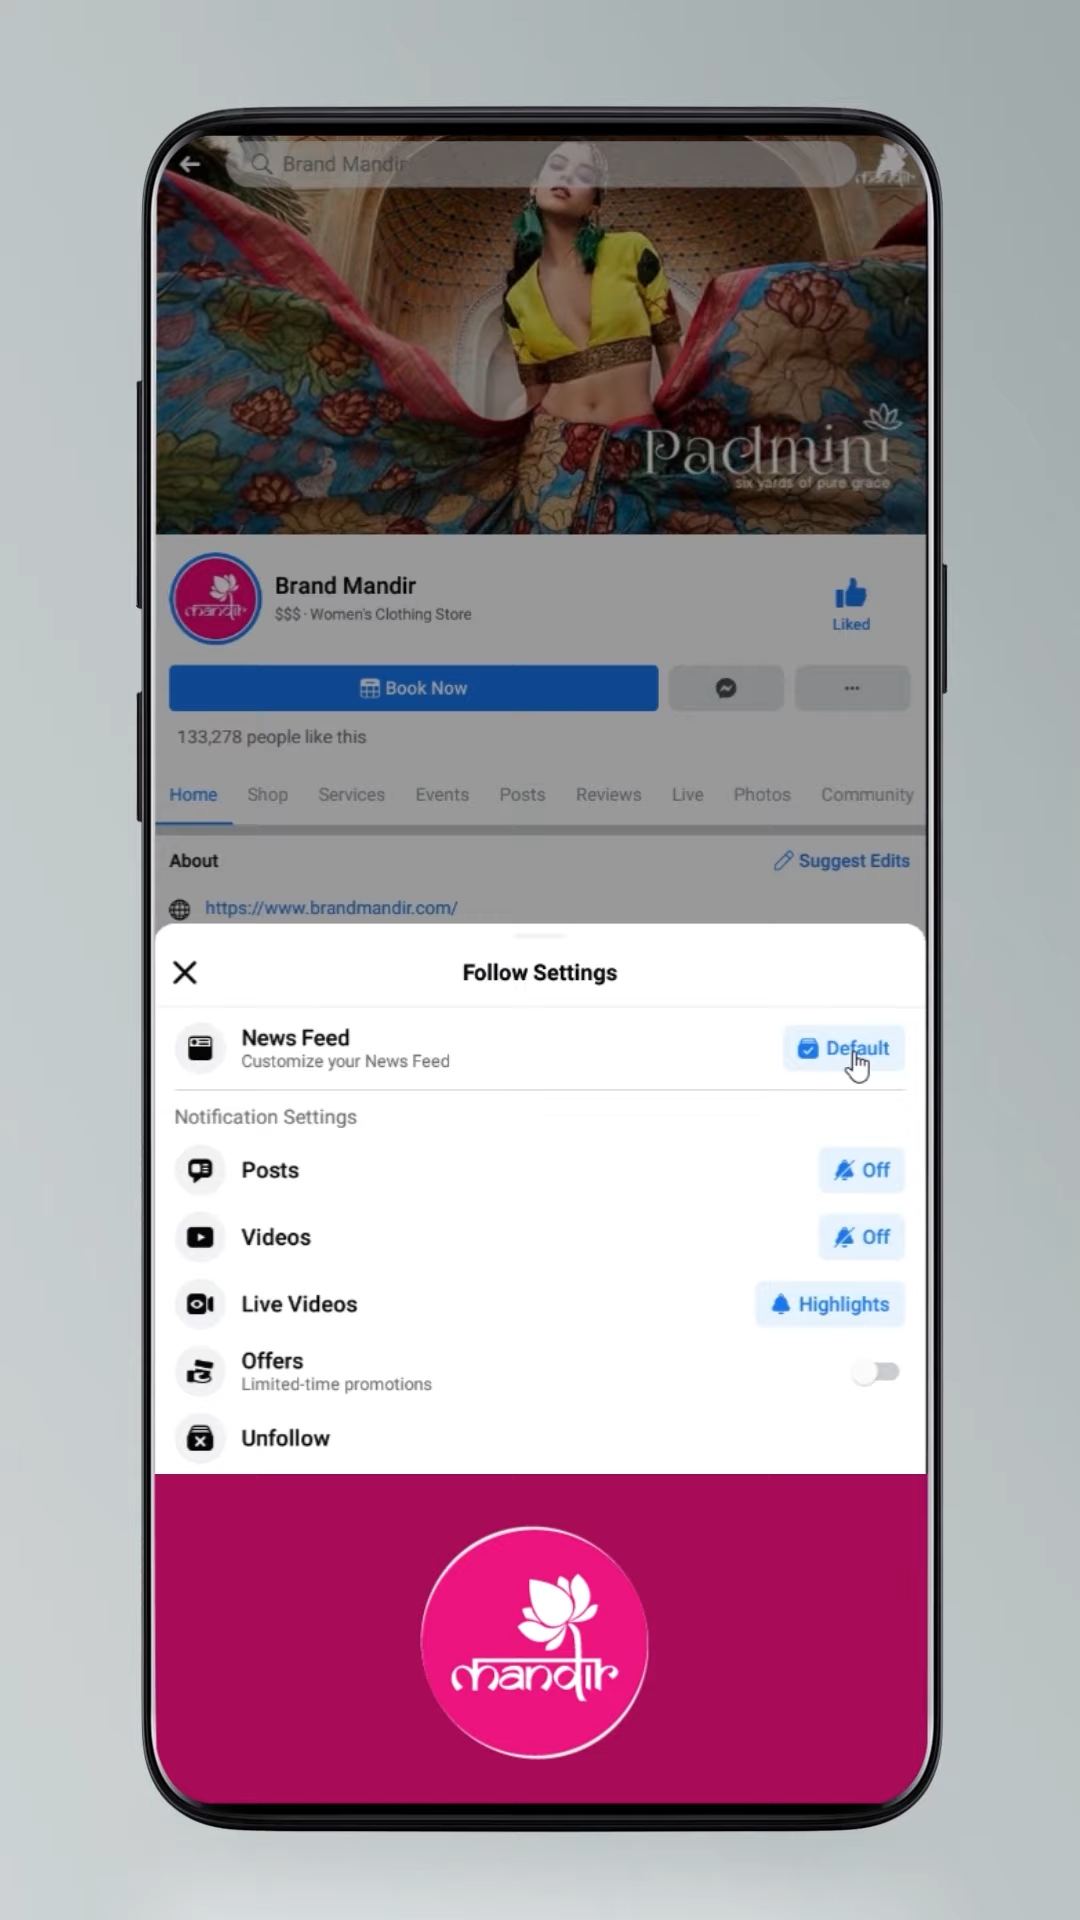 Brand Mandir
mandir
Padmini
six yards of pure grace
mandir
Brand Mandir
$$$ · Women's Clothing Store
Liked
Book Now
133,278 people like this
Home Shop Services Events Posts Reviews Live Photos Community
About
Suggest Edits
https://www.brandmandir.com/
Follow Settings
News Feed
Customize your News Feed
Default
Notification Settings
Posts
Off
Videos
Off
Live Videos
Highlights
Offers
Limited-time promotions
Unfollow
mandir